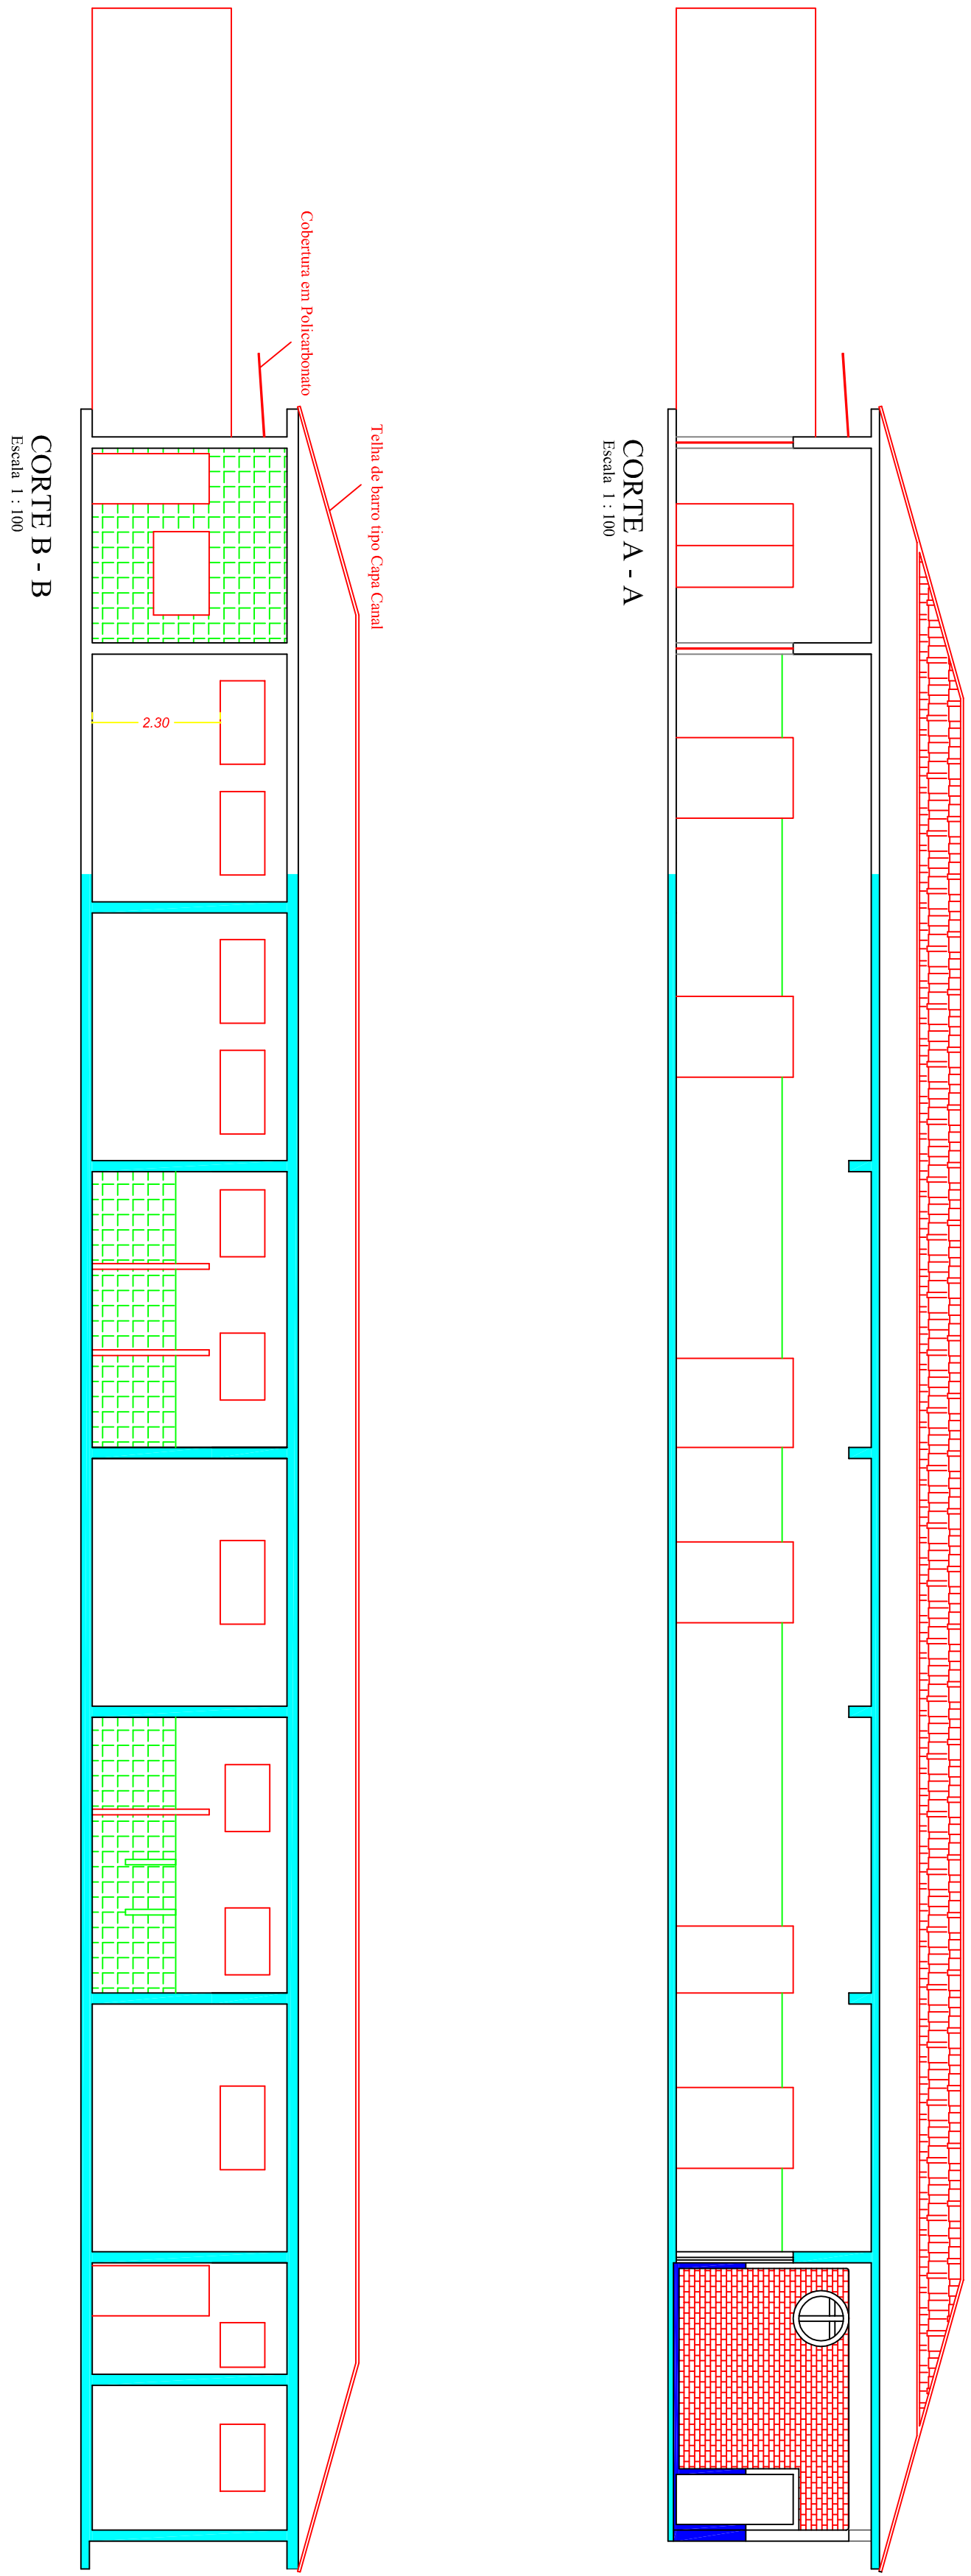 Cobertura em Policarbonato
Telha de barro tipo Capa Canal
CORTE A - A
Escala 1 : 100
2.30
CORTE B - B
Escala 1 : 100